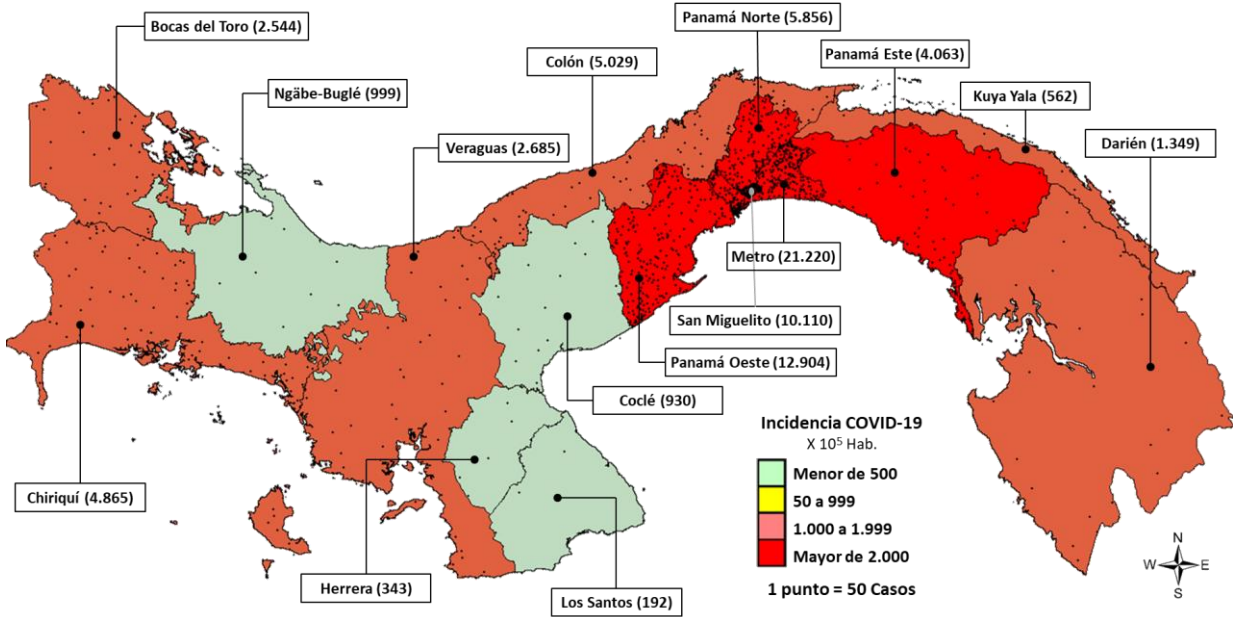 Bocas del Toro (2.544)
Panamá Norte (5.856)
Colón (5.029)
Panamá Este (4.063)
Ngäbe-Buglé (999)
Kuya Yala (562)
Veraguas (2.685)
Darién (1.349)
Metro (21.220)
San Miguelito (10.110)
Panamá Oeste (12.904)
Coclé (930)
Chiriquí (4.865)
Herrera (343)
Los Santos (192)
Incidencia COVID-19
X 10⁵ Hab.
Menor de 500
50 a 999
1.000 a 1.999
Mayor de 2.000
1 punto = 50 Casos
N
W E
S